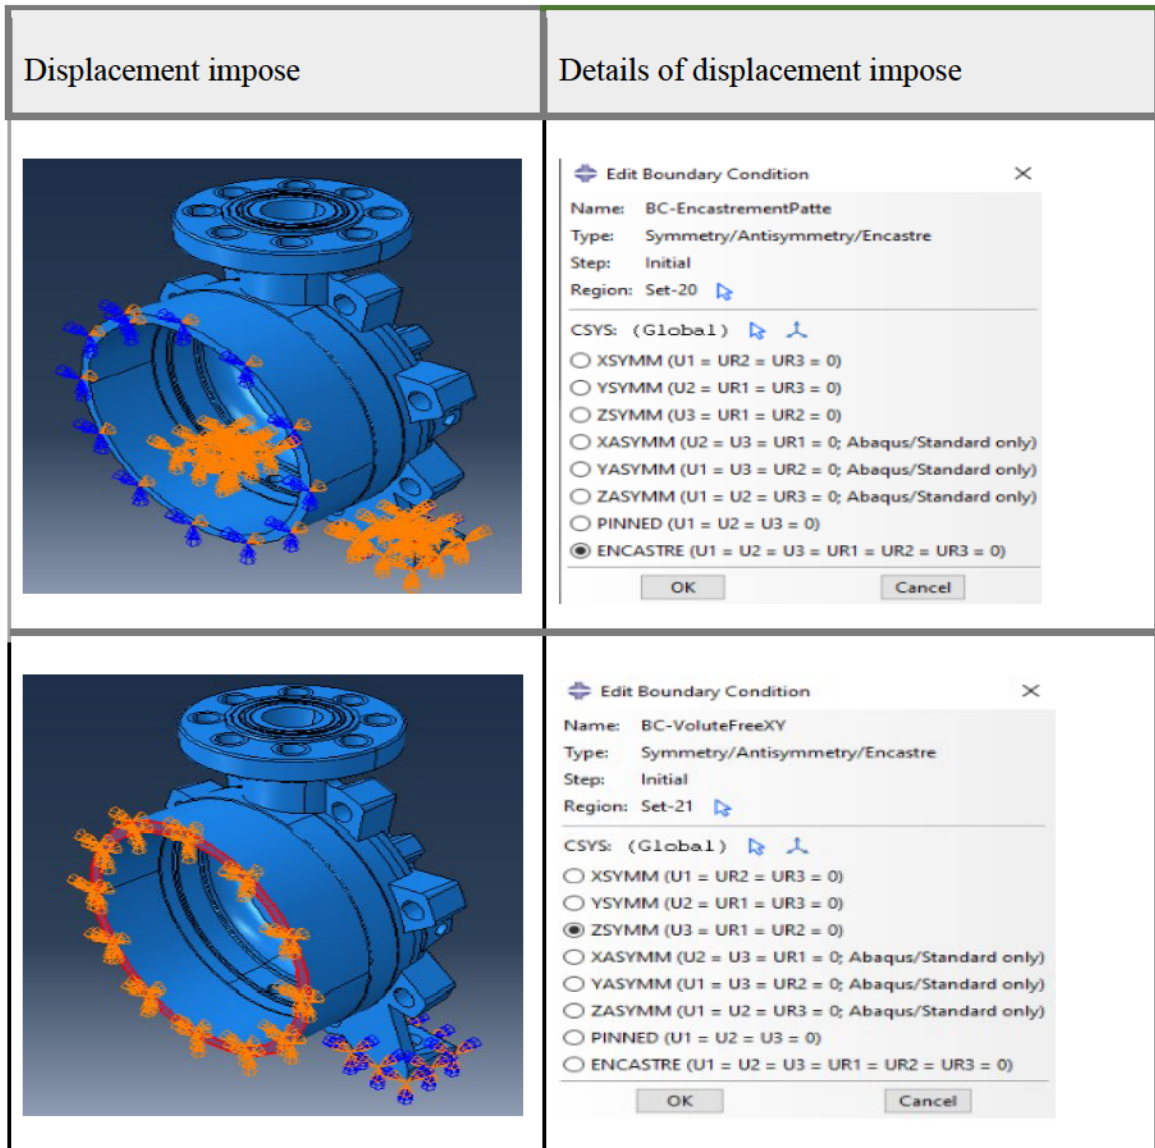 Displacement impose
Details of displacement impose
Edit Boundary Condition
Name: BC-EncastrementPatte
Type: Symmetry/Antisymmetry/Encastre
Step: Initial
Region: Set-20
CSYS: (Global)
XSYMM (U1 = UR2 = UR3 = 0)
YSYMM (U2 = UR1 = UR3 = 0)
ZSYMM (U3 = UR1 = UR2 = 0)
XASYMM (U2 = U3 = UR1 = 0; Abaqus/Standard only)
YASYMM (U1 = U3 = UR2 = 0; Abaqus/Standard only)
ZASYMM (U1 = U2 = UR3 = 0; Abaqus/Standard only)
PINNED (U1 = U2 = U3 = 0)
ENCASTRE (U1 = U2 = U3 = UR1 = UR2 = UR3 = 0)
OK Cancel
Edit Boundary Condition
Name: BC-VoluteFreeXY
Type: Symmetry/Antisymmetry/Encastre
Step: Initial
Region: Set-21
CSYS: (Global)
XSYMM (U1 = UR2 = UR3 = 0)
YSYMM (U2 = UR1 = UR3 = 0)
ZSYMM (U3 = UR1 = UR2 = 0)
XASYMM (U2 = U3 = UR1 = 0; Abaqus/Standard only)
YASYMM (U1 = U3 = UR2 = 0; Abaqus/Standard only)
ZASYMM (U1 = U2 = UR3 = 0; Abaqus/Standard only)
PINNED (U1 = U2 = U3 = 0)
ENCASTRE (U1 = U2 = U3 = UR1 = UR2 = UR3 = 0)
OK Cancel